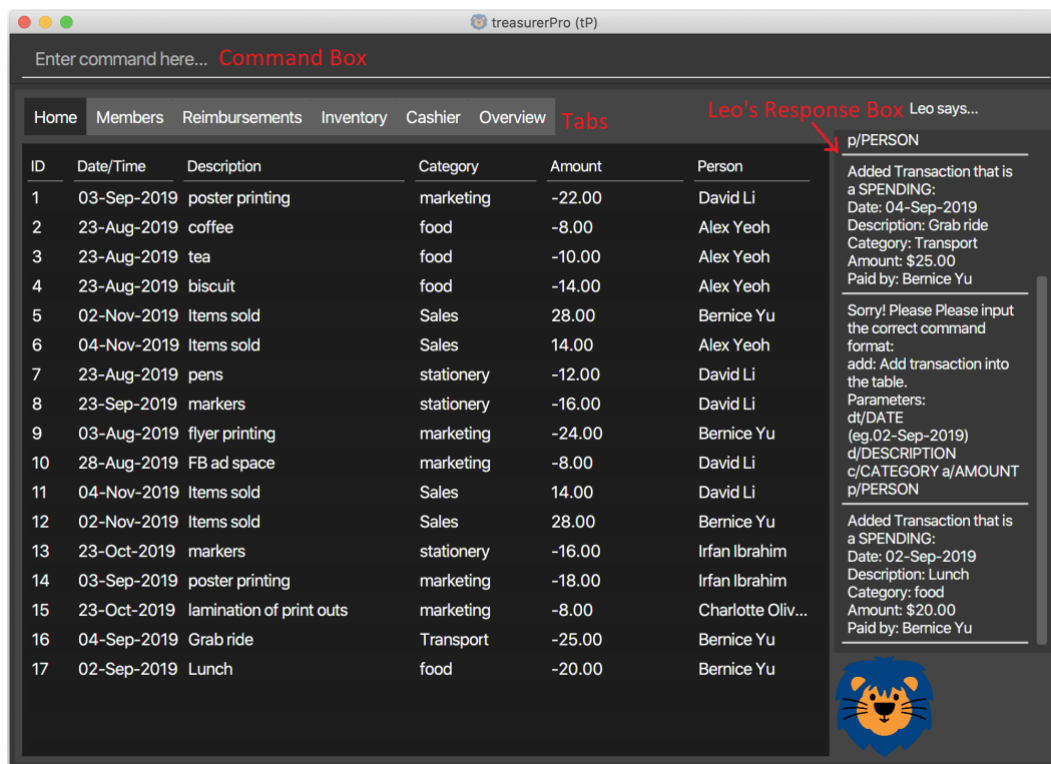 treasurerPro (tP)
Enter command here... Command Box
Home Members Reimbursements Inventory Cashier Overview Tabs
Leo's Response Box Leo says...
ID Date/Time Description Category Amount Person
1 03-Sep-2019 poster printing marketing -22.00 David Li
2 23-Aug-2019 coffee food -8.00 Alex Yeoh
3 23-Aug-2019 tea food -10.00 Alex Yeoh
4 23-Aug-2019 biscuit food -14.00 Alex Yeoh
5 02-Nov-2019 Items sold Sales 28.00 Bernice Yu
6 04-Nov-2019 Items sold Sales 14.00 Alex Yeoh
7 23-Aug-2019 pens stationery -12.00 David Li
8 23-Sep-2019 markers stationery -16.00 David Li
9 03-Aug-2019 flyer printing marketing -24.00 Bernice Yu
10 28-Aug-2019 FB ad space marketing -8.00 David Li
11 04-Nov-2019 Items sold Sales 14.00 David Li
12 02-Nov-2019 Items sold Sales 28.00 Bernice Yu
13 23-Oct-2019 markers stationery -16.00 Irfan Ibrahim
14 03-Sep-2019 poster printing marketing -18.00 Irfan Ibrahim
15 23-Oct-2019 lamination of print outs marketing -8.00 Charlotte Oliv...
16 04-Sep-2019 Grab ride Transport -25.00 Bernice Yu
17 02-Sep-2019 Lunch food -20.00 Bernice Yu
p/PERSON
Added Transaction that is
a SPENDING:
Date: 04-Sep-2019
Description: Grab ride
Category: Transport
Amount: $25.00
Paid by: Bernice Yu
Sorry! Please Please input
the correct command
format:
add: Add transaction into
the table.
Parameters:
dt/DATE
(eg.02-Sep-2019)
d/DESCRIPTION
c/CATEGORY a/AMOUNT
p/PERSON
Added Transaction that is
a SPENDING:
Date: 02-Sep-2019
Description: Lunch
Category: food
Amount: $20.00
Paid by: Bernice Yu